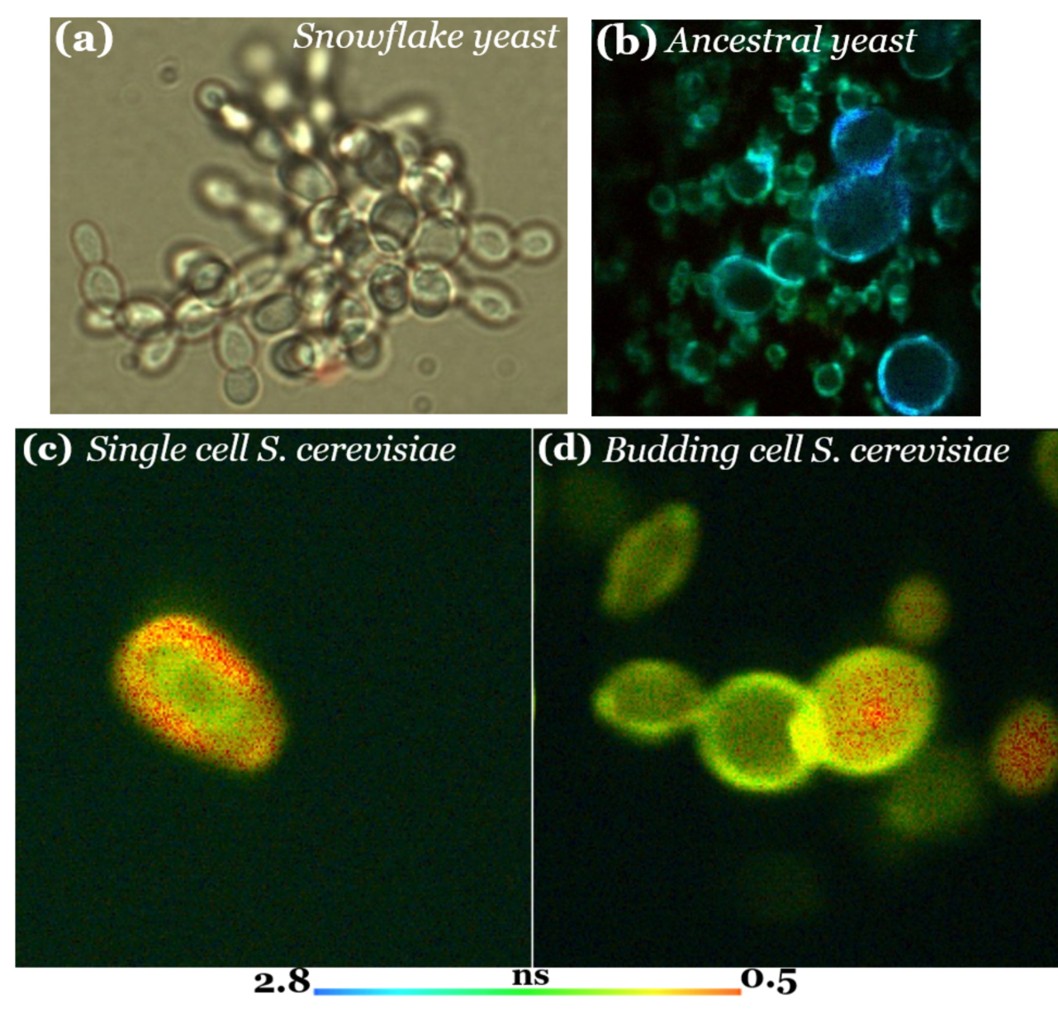 (a) Snowflake yeast
(b) Ancestral yeast
(c) Single cell S. cerevisiae
(d) Budding cell S. cerevisiae
2.8 ns 0.5